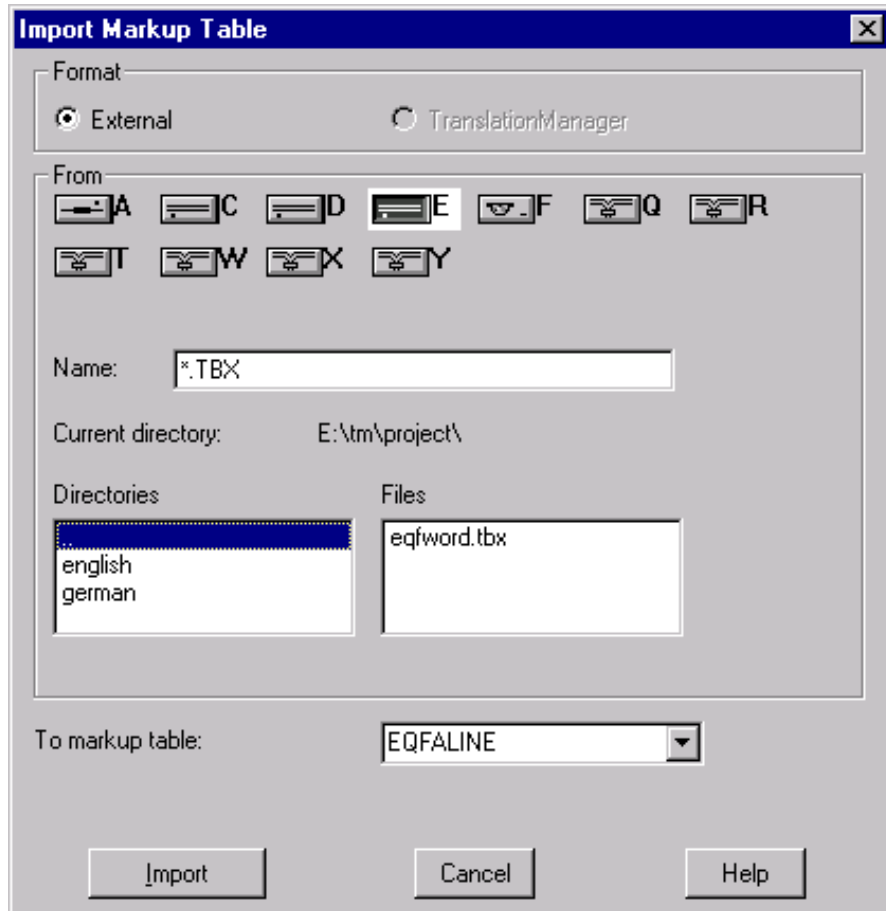 Import Markup Table
Format
External TranslationManager
From
A C D E F Q R
T W X Y
Name: *.TBX
Current directory: E:\tm\project\
Directories Files
.. eqfword.tbx
english
german
To markup table: EQFALINE
Import Cancel Help